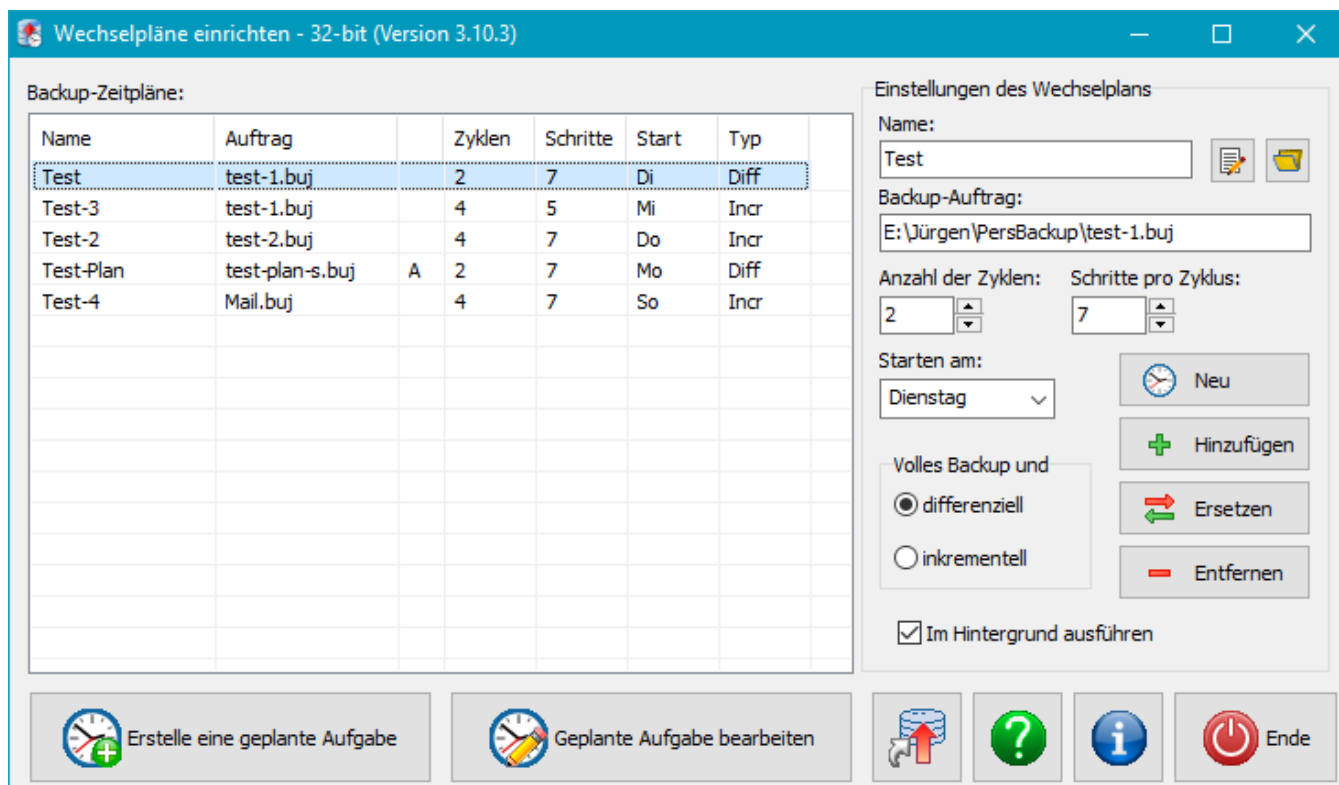 Wechselpläne einrichten - 32-bit (Version 3.10.3)
Backup-Zeitpläne:
Name Auftrag Zyklen Schritte Start Typ
Test test-1.buj 2 7 Di Diff
Test-3 test-1.buj 4 5 Mi Incr
Test-2 test-2.buj 4 7 Do Incr
Test-Plan test-plan-s.buj A 2 7 Mo Diff
Test-4 Mail.buj 4 7 So Incr
Einstellungen des Wechselplans
Name:
Test
Backup-Auftrag:
E:\Jürgen\PersBackup\test-1.buj
Anzahl der Zyklen: Schritte pro Zyklus:
2 7
Starten am:
Dienstag
Neu
Hinzufügen
Volles Backup und
differenziell
Ersetzen
inkrementell
Entfernen
Im Hintergrund ausführen
Erstelle eine geplante Aufgabe
Geplante Aufgabe bearbeiten
Ende